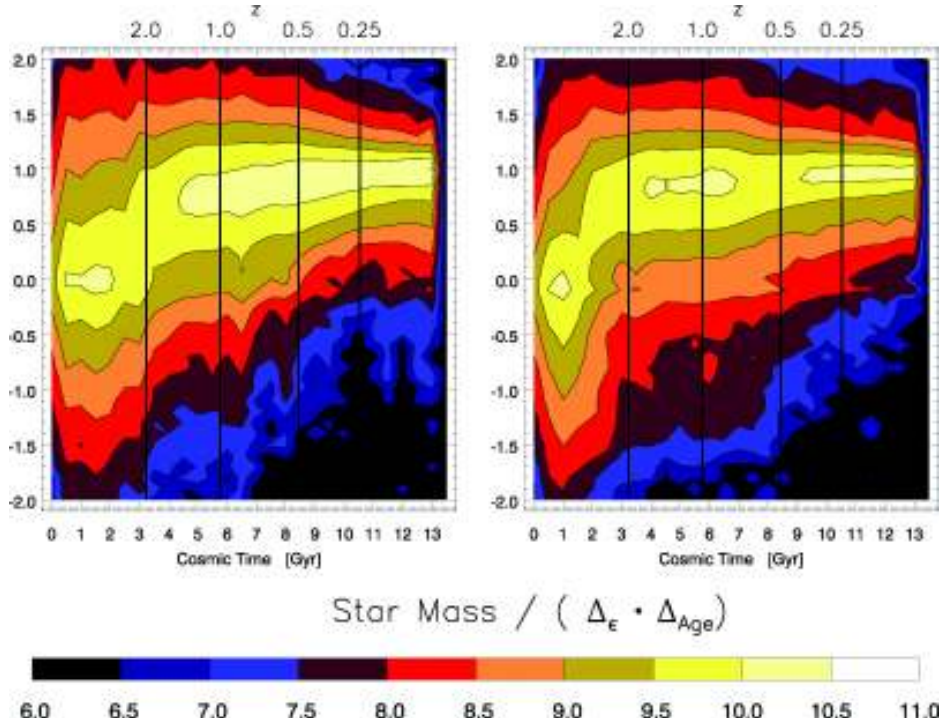 z z
2.0 1.0 0.5 0.25 2.0 1.0 0.5 0.25
2.0 2.0
1.5 1.5
1.0 1.0
0.5 0.5
0.0 0.0
-0.5 -0.5
-1.0 -1.0
-1.5 -1.5
-2.0 -2.0
0 1 2 3 4 5 6 7 8 9 10 11 12 13 0 1 2 3 4 5 6 7 8 9 10 11 12 13
Cosmic Time [Gyr] Cosmic Time [Gyr]
Star Mass / ( Δϵ · ΔAge)
6.0 6.5 7.0 7.5 8.0 8.5 9.0 9.5 10.0 10.5 11.0